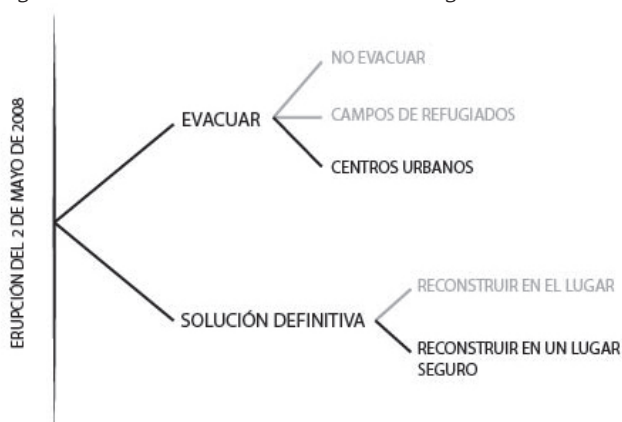 ERUPCIÓN DEL 2 DE MAYO DE 2008
EVACUAR
NO EVACUAR
CAMPOS DE REFUGIADOS
CENTROS URBANOS
SOLUCIÓN DEFINITIVA
RECONSTRUIR EN EL LUGAR
RECONSTRUIR EN UN LUGAR
SEGURO